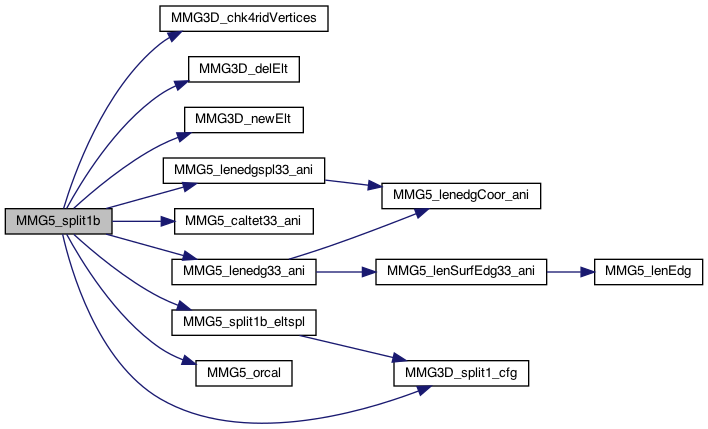 MMG3D_chk4ridVertices
MMG3D_delElt
MMG3D_newElt
MMG5_lenedgspl33_ani
MMG5_lenedgCoor_ani
MMG5_split1b
MMG5_caltet33_ani
MMG5_lenedg33_ani
MMG5_lenSurfEdg33_ani
MMG5_lenEdg
MMG5_split1b_eltspl
MMG5_orcal
MMG3D_split1_cfg